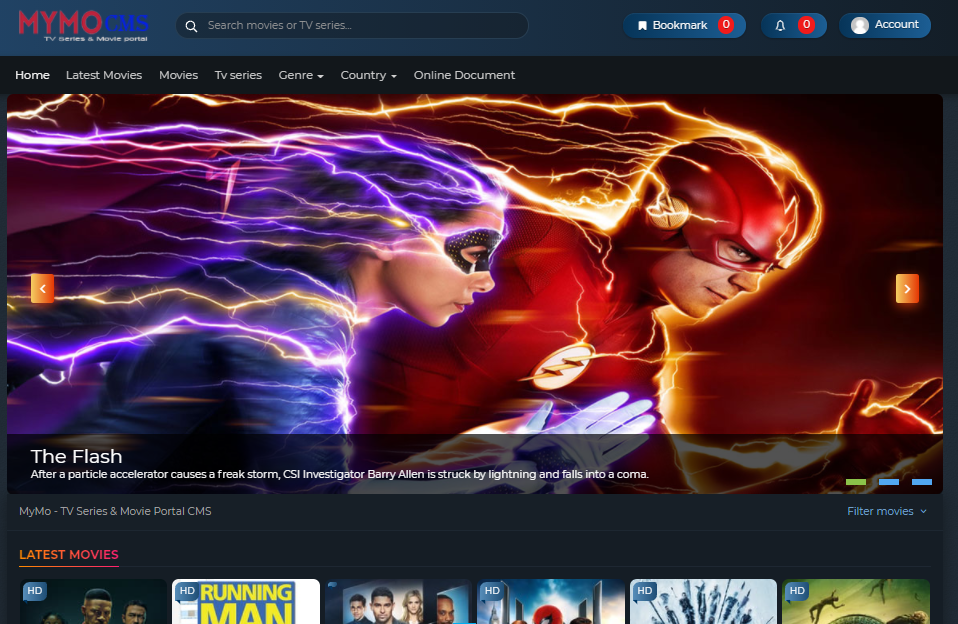 MYMO CMS
TV Series & Movie portal
Search movies or TV series...
Bookmark 0
0
Account
Home Latest Movies Movies Tv series Genre Country Online Document
The Flash
After a particle accelerator causes a freak storm, CSI Investigator Barry Allen is struck by lightning and falls into a coma.
MyMo - TV Series & Movie Portal CMS
Filter movies
LATEST MOVIES
HD
HD
RUNNING
MAN
HD
HD
HD